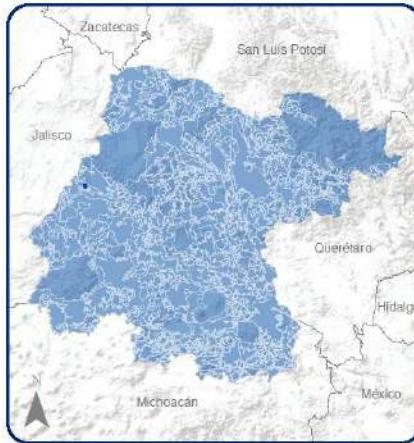 Zacatecas
San Luis Potosí
Jalisco
Querétaro
Hidalgo
N
Michoacán
México